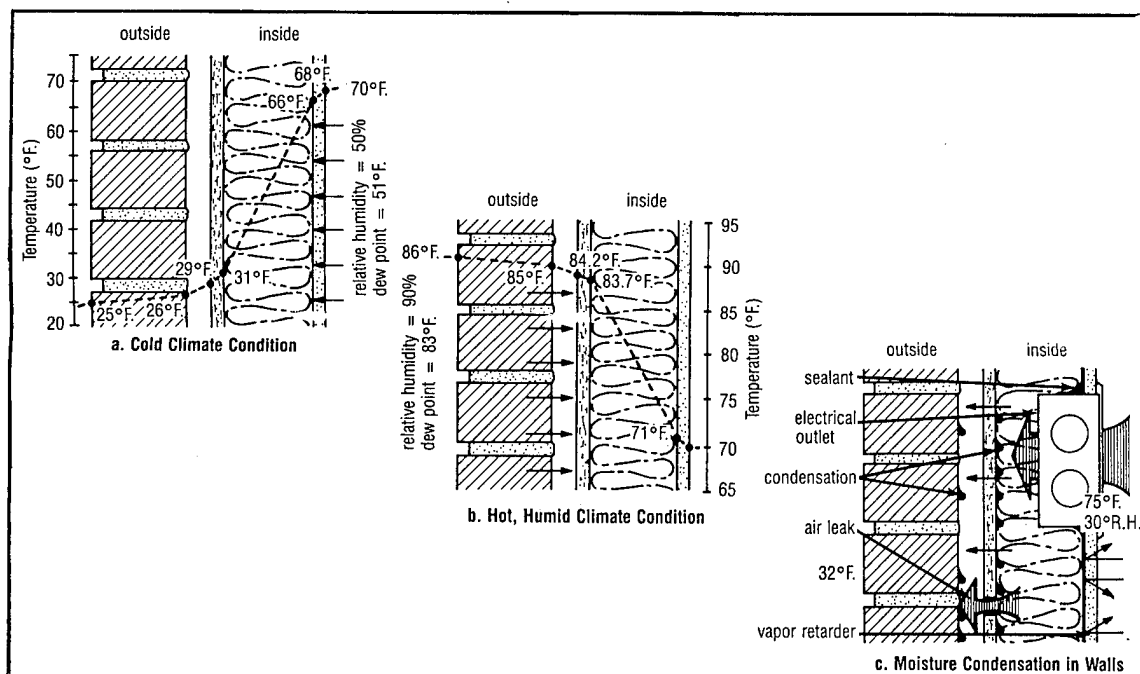 outside inside
Temperature (°F.)
70
60
50
40
30
20
68°F.
70°F.
66°F.
29°F.
31°F.
25°F.
26°F.
relative humidity = 50%
dew point = 51°F.
a. Cold Climate Condition
outside inside
86°F.
84.2°F.
85°F.
83.7°F.
71°F.
relative humidity = 90%
dew point = 83°F.
95
90
85
80
75
70
65
Temperature (°F.)
b. Hot, Humid Climate Condition
outside inside
sealant
electrical
outlet
condensation
air leak
vapor retarder
32°F.
75°F.
30°R.H.
c. Moisture Condensation in Walls